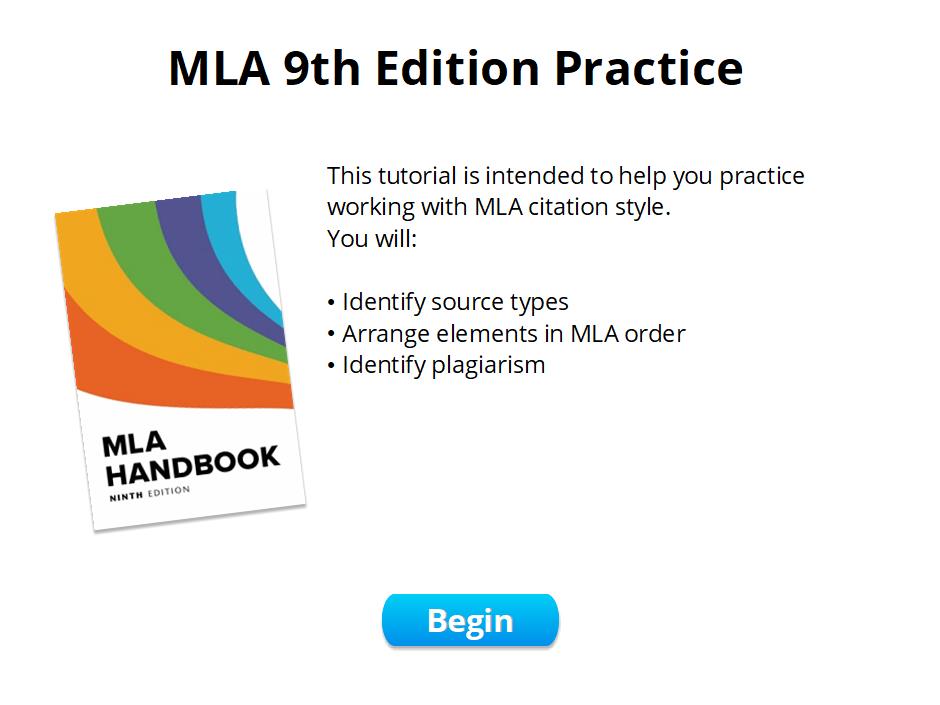 MLA 9th Edition Practice
This tutorial is intended to help you practice
working with MLA citation style.
You will:
• Identify source types
• Arrange elements in MLA order
• Identify plagiarism
MLA
HANDBOOK
NINTH EDITION
Begin